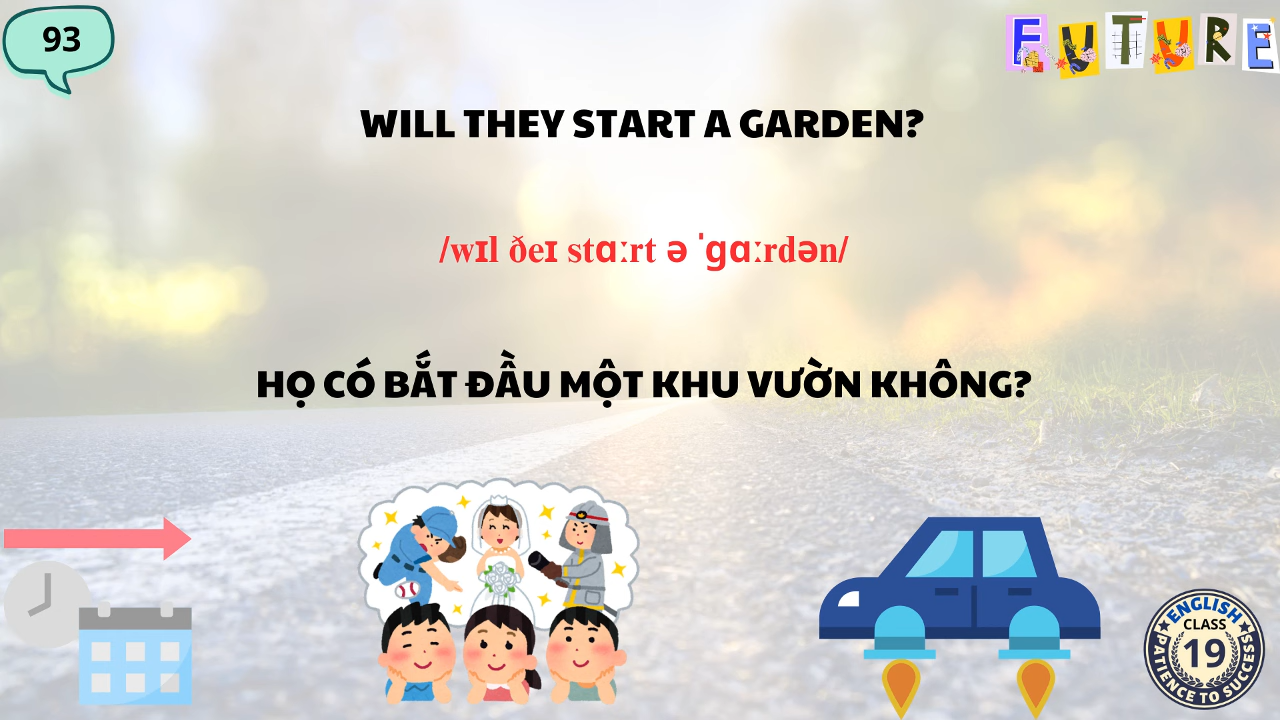 93
FUTURE
WILL THEY START A GARDEN?
/wɪl ðeɪ stɑːrt ə ˈɡɑːrdən/
HỌ CÓ BẮT ĐẦU MỘT KHU VƯỜN KHÔNG?
ENGLISH
CLASS
19
PATIENCE TO SUCCESS